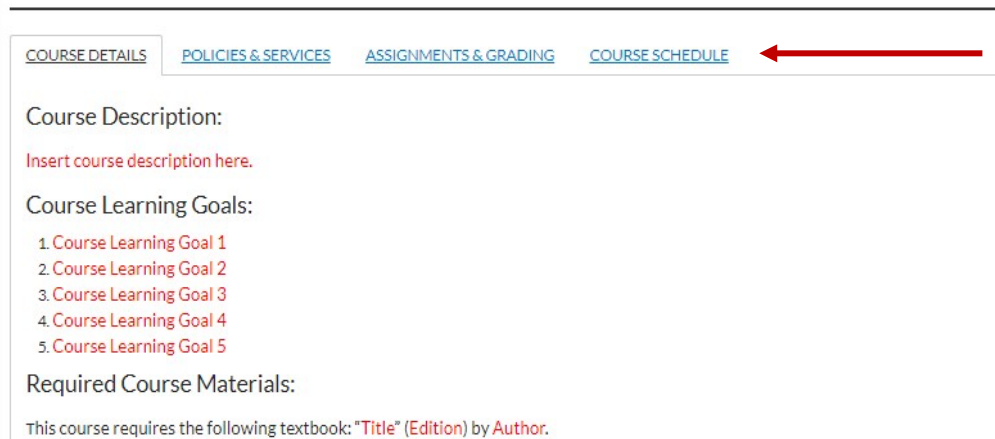 COURSE DETAILS POLICIES & SERVICES ASSIGNMENTS & GRADING COURSE SCHEDULE
Course Description:
Insert course description here.
Course Learning Goals:
1. Course Learning Goal 1
2. Course Learning Goal 2
3. Course Learning Goal 3
4. Course Learning Goal 4
5. Course Learning Goal 5
Required Course Materials:
This course requires the following textbook: "Title" (Edition) by Author.